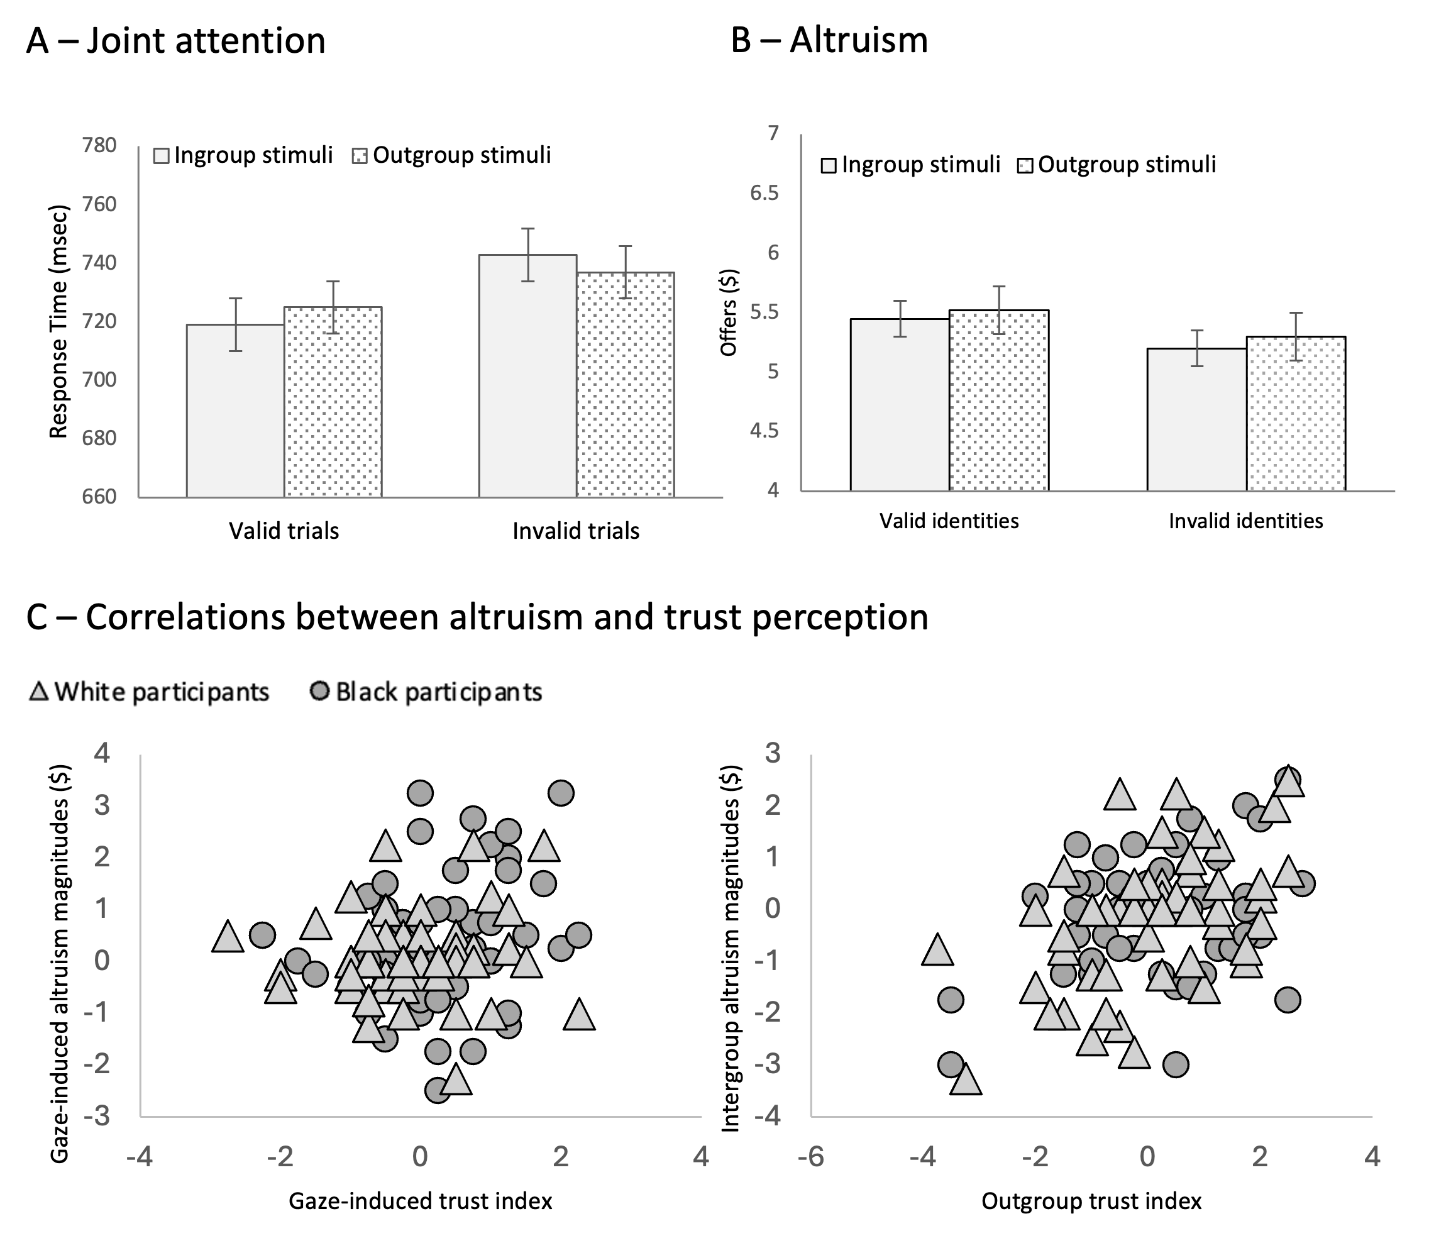 A – Joint attention
B – Altruism
780
760
740
720
700
680
660
Response Time (msec)
Ingroup stimuli Outgroup stimuli
Valid trials Invalid trials
7
6.5
6
5.5
5
4.5
4
Offers ($)
Ingroup stimuli Outgroup stimuli
Valid identities Invalid identities
C – Correlations between altruism and trust perception
White participants Black participants
4
3
2
1
0
-1
-2
-3
Gaze-induced altruism magnitudes ($)
-4 -2 0 2 4
Gaze-induced trust index
3
2
1
0
-1
-2
-3
-4
Intergroup altruism magnitudes ($)
-6 -4 -2 0 2 4
Outgroup trust index